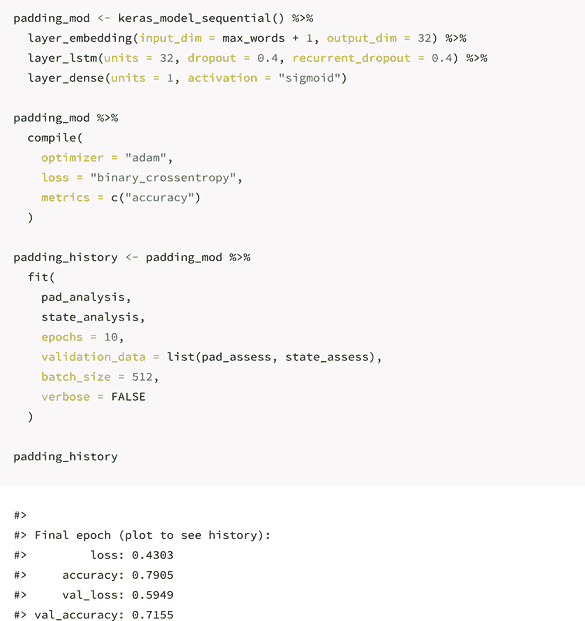 padding_mod <- keras_model_sequential() %>%
  layer_embedding(input_dim = max_words + 1, output_dim = 32) %>%
  layer_lstm(units = 32, dropout = 0.4, recurrent_dropout = 0.4) %>%
  layer_dense(units = 1, activation = "sigmoid")

padding_mod %>%
  compile(
    optimizer = "adam",
    loss = "binary_crossentropy",
    metrics = c("accuracy")
  )

padding_history <- padding_mod %>%
  fit(
    pad_analysis,
    state_analysis,
    epochs = 10,
    validation_data = list(pad_assess, state_assess),
    batch_size = 512,
    verbose = FALSE
  )

padding_history

#>
#> Final epoch (plot to see history):
#>         loss: 0.4303
#>     accuracy: 0.7905
#>     val_loss: 0.5949
#> val_accuracy: 0.7155